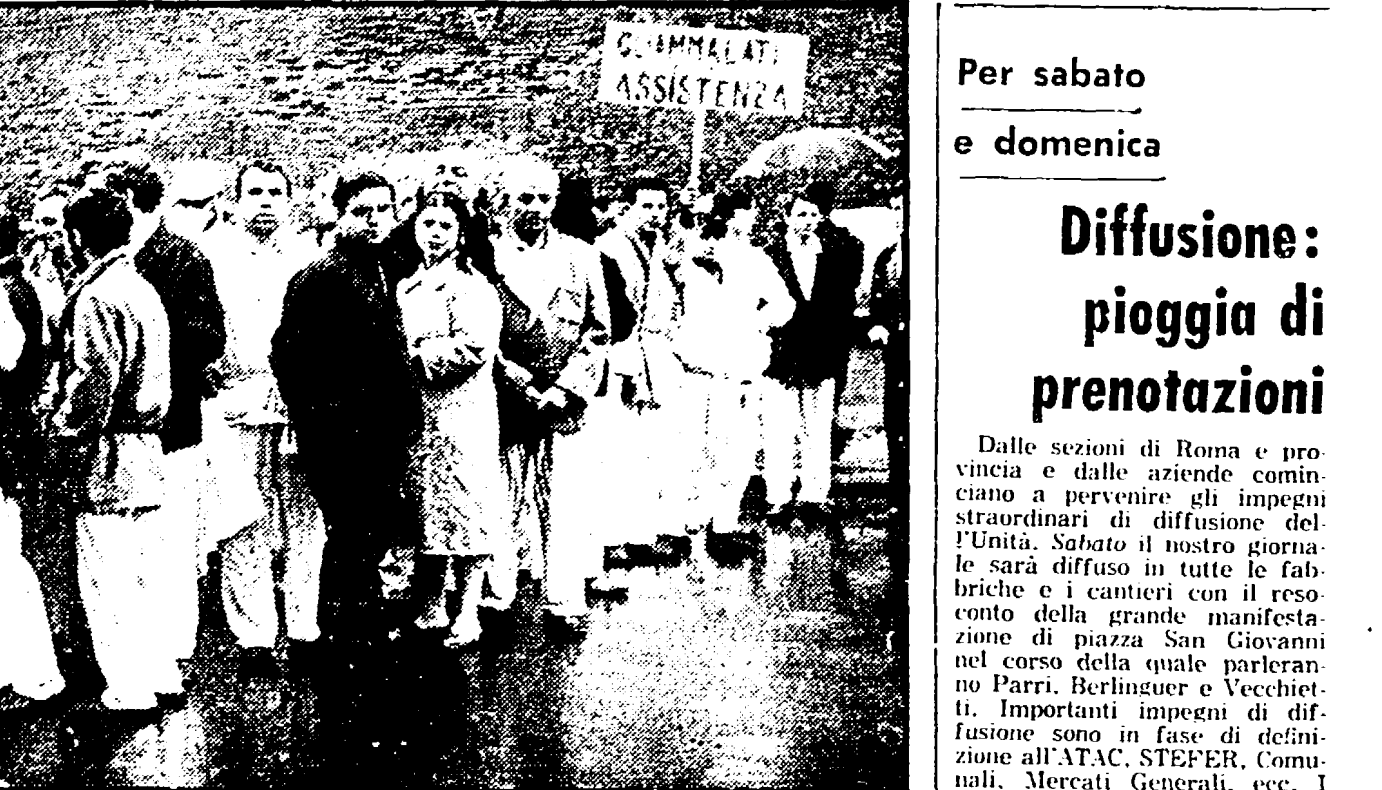 GLI AMMALATI
ASSISTENZA
Per sabato
e domenica
Diffusione:
pioggia di
prenotazioni
Dalle sezioni di Roma e pro-
vincia e dalle aziende comin-
ciano a pervenire gli impegni
straordinari di diffusione del-
l'Unità. Sabato il nostro giorna-
le sarà diffuso in tutte le fab-
briche e i cantieri con il reso-
conto della grande manifesta-
zione di piazza San Giovanni
nel corso della quale parleran-
no Parri, Berlinguer e Vecchiet-
ti. Importanti impegni di dif-
fusione sono in fase di defini-
zione all'ATAC, STEFER, Comu-
nali, Mercati Generali, ecc. I